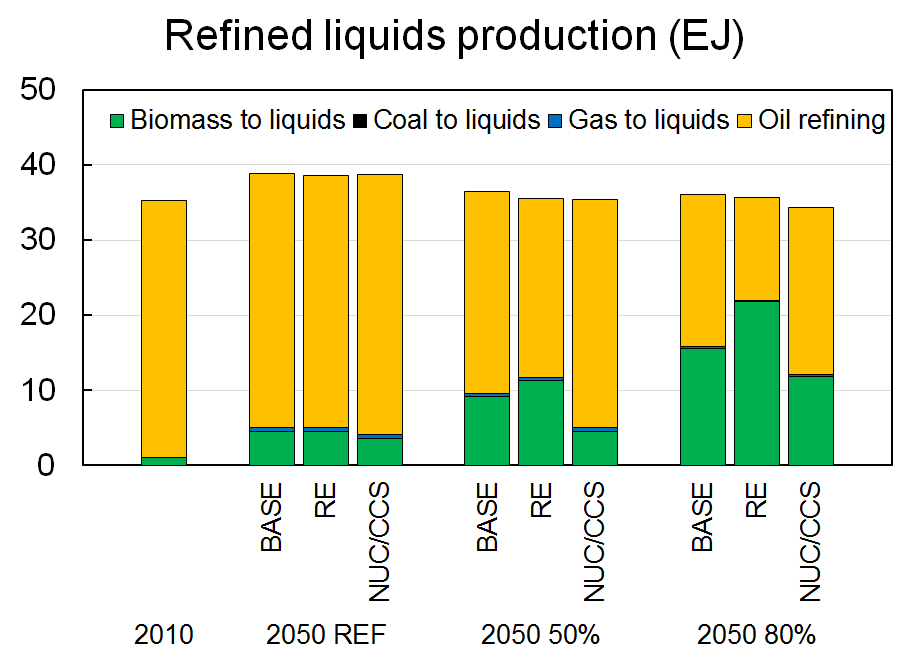 Refined liquids production (EJ)
50
Biomass to liquids Coal to liquids Gas to liquids Oil refining
40
30
20
10
0
BASE RE NUC/CCS BASE RE NUC/CCS BASE RE NUC/CCS
2010 2050 REF 2050 50% 2050 80%